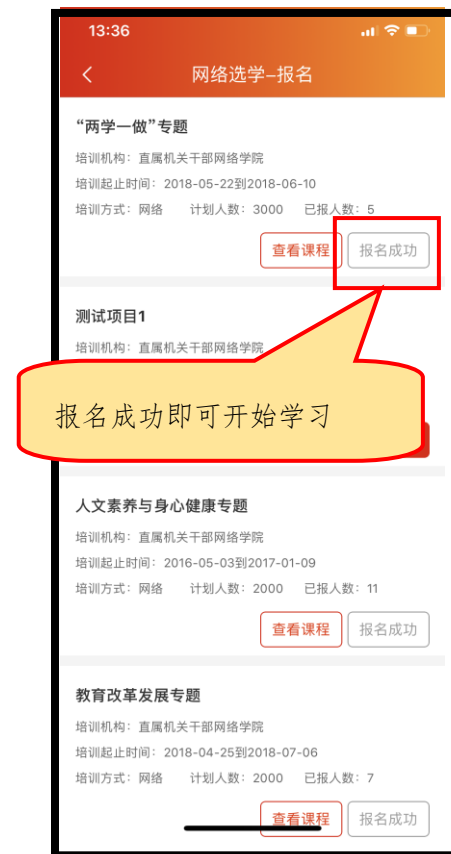 13:36
网络选学–报名
“两学一做”专题
培训机构：直属机关干部网络学院
培训起止时间：2018-05-22到2018-06-10
培训方式：网络 计划人数：3000 已报人数：5
查看课程 报名成功
测试项目1
培训机构：直属机关干部网络学院
报名成功即可开始学习
人文素养与身心健康专题
培训机构：直属机关干部网络学院
培训起止时间：2016-05-03到2017-01-09
培训方式：网络 计划人数：2000 已报人数：11
查看课程 报名成功
教育改革发展专题
培训机构：直属机关干部网络学院
培训起止时间：2018-04-25到2018-07-06
培训方式：网络 计划人数：2000 已报人数：7
查看课程 报名成功